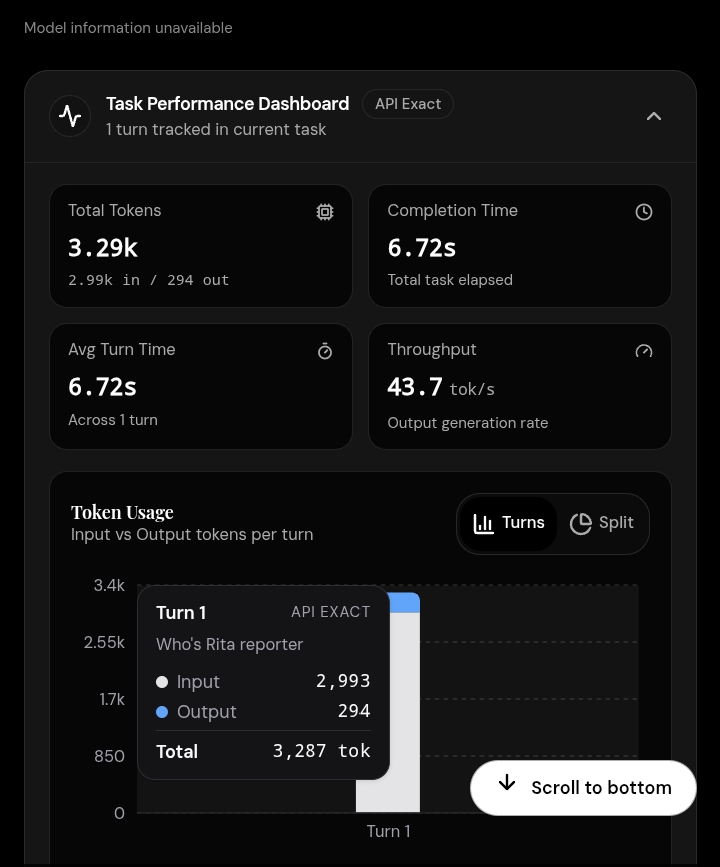 Model information unavailable
Task Performance Dashboard
API Exact
1 turn tracked in current task
Total Tokens
3.29k
2.99k in / 294 out
Completion Time
6.72s
Total task elapsed
Avg Turn Time
6.72s
Across 1 turn
Throughput
43.7 tok/s
Output generation rate
Token Usage
Input vs Output tokens per turn
Turns
Split
3.4k
2.55k
1.7k
850
0
Turn 1
API EXACT
Who's Rita reporter
Input 2,993
Output 294
Total 3,287 tok
Scroll to bottom
Turn 1